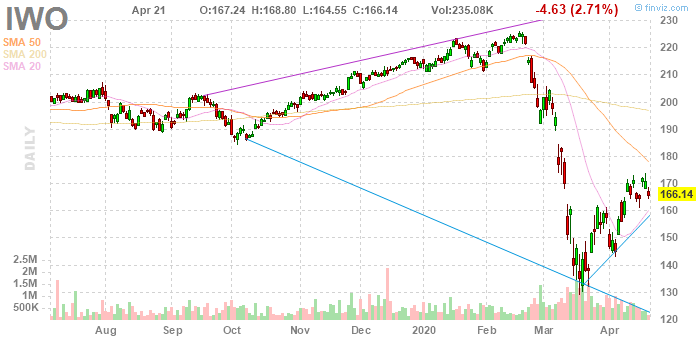 IWO Apr 21 O:167.24 H:168.80 L:164.55 C:166.14 Vol:235.08K -4.63 (2.71%) © finviz.com
SMA 50
SMA 200
SMA 20
DAILY
230
220
210
200
190
180
170
166.14
160
150
140
130
120
2.5M
2M
1.5M
1M
500K
Aug Sep Oct Nov Dec 2020 Feb Mar Apr